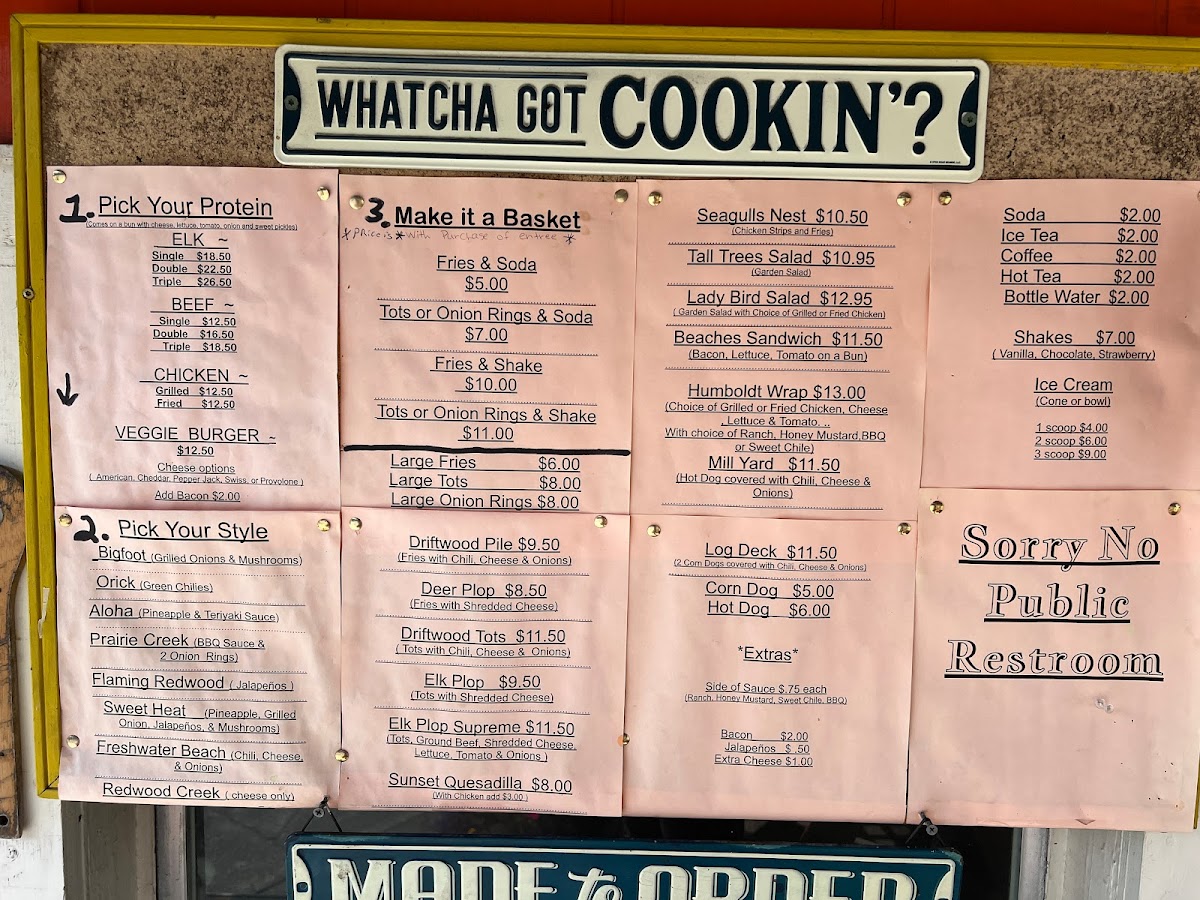 WHATCHA GOT COOKIN'?
1. Pick Your Protein
(Comes on a bun with cheese, lettuce, tomato, onion and sweet pickles)
ELK ~
Single $18.50
Double $22.50
Triple $26.50
BEEF ~
Single $12.50
Double $16.50
Triple $18.50
CHICKEN ~
Grilled $12.50
Fried $12.50
VEGGIE BURGER ~
$12.50
Cheese options
( American, Cheddar, Pepper Jack, Swiss, or Provolone )
Add Bacon $2.00
2. Pick Your Style
Bigfoot (Grilled Onions & Mushrooms)
Orick (Green Chilies)
Aloha (Pineapple & Teriyaki Sauce)
Prairie Creek (BBQ Sauce &
2 Onion Rings)
Flaming Redwood ( Jalapeños )
Sweet Heat (Pineapple, Grilled
Onion, Jalapeños, & Mushrooms)
Freshwater Beach (Chili, Cheese,
& Onions)
Redwood Creek ( cheese only)
3. Make it a Basket
*Price is *With Purchase of entree *
Fries & Soda
$5.00
Tots or Onion Rings & Soda
$7.00
Fries & Shake
$10.00
Tots or Onion Rings & Shake
$11.00
Large Fries $6.00
Large Tots $8.00
Large Onion Rings $8.00
Driftwood Pile $9.50
(Fries with Chili, Cheese & Onions)
Deer Plop $8.50
(Fries with Shredded Cheese)
Driftwood Tots $11.50
( Tots with Chili, Cheese & Onions)
Elk Plop $9.50
(Tots with Shredded Cheese)
Elk Plop Supreme $11.50
(Tots, Ground Beef, Shredded Cheese,
Lettuce, Tomato & Onions )
Sunset Quesadilla $8.00
(With Chicken add $3.00 )
Seagulls Nest $10.50
(Chicken Strips and Fries)
Tall Trees Salad $10.95
(Garden Salad)
Lady Bird Salad $12.95
( Garden Salad with Choice of Grilled or Fried Chicken)
Beaches Sandwich $11.50
(Bacon, Lettuce, Tomato on a Bun)
Humboldt Wrap $13.00
(Choice of Grilled or Fried Chicken, Cheese
, Lettuce & Tomato. ..
With choice of Ranch, Honey Mustard,BBQ
or Sweet Chile)
Mill Yard $11.50
(Hot Dog covered with Chili, Cheese &
Onions)
Log Deck $11.50
(2 Corn Dogs covered with Chili, Cheese & Onions)
Corn Dog $5.00
Hot Dog $6.00
*Extras*
Side of Sauce $.75 each
(Ranch, Honey Mustard, Sweet Chile, BBQ)
Bacon $2.00
Jalapeños $ .50
Extra Cheese $1.00
Soda $2.00
Ice Tea $2.00
Coffee $2.00
Hot Tea $2.00
Bottle Water $2.00
Shakes $7.00
( Vanilla, Chocolate, Strawberry)
Ice Cream
(Cone or bowl)
1 scoop $4.00
2 scoop $6.00
3 scoop $9.00
Sorry No
Public
Restroom
MADE to ORDER